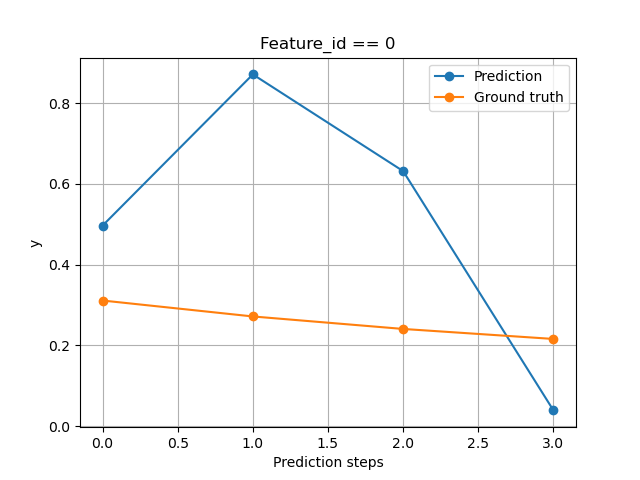 Feature_id == 0
Prediction
Ground truth
y
0.8
0.6
0.4
0.2
0.0
0.0 0.5 1.0 1.5 2.0 2.5 3.0
Prediction steps